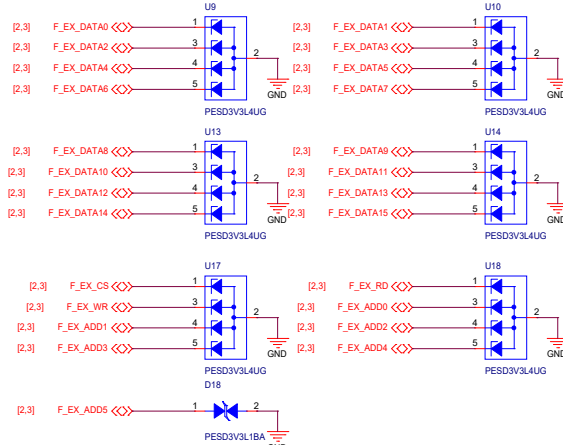 U9 U10
[2,3] F_EX_DATA0 1 [2,3] F_EX_DATA1 1
[2,3] F_EX_DATA2 3 2 [2,3] F_EX_DATA3 3 2
[2,3] F_EX_DATA4 4 [2,3] F_EX_DATA5 4
[2,3] F_EX_DATA6 5 GND [2,3] F_EX_DATA7 5 GND
PESD3V3L4UG PESD3V3L4UG
U13 U14
[2,3] F_EX_DATA8 1 [2,3] F_EX_DATA9 1
[2,3] F_EX_DATA10 3 2 [2,3] F_EX_DATA11 3 2
[2,3] F_EX_DATA12 4 [2,3] F_EX_DATA13 4
[2,3] F_EX_DATA14 5 GND [2,3] F_EX_DATA15 5 GND
PESD3V3L4UG PESD3V3L4UG
U17 U18
[2,3] F_EX_CS 1 [2,3] F_EX_RD 1
[2,3] F_EX_WR 3 2 [2,3] F_EX_ADD0 3 2
[2,3] F_EX_ADD1 4 [2,3] F_EX_ADD2 4
[2,3] F_EX_ADD3 5 GND [2,3] F_EX_ADD4 5 GND
PESD3V3L4UG PESD3V3L4UG
D18
[2,3] F_EX_ADD5 1 2
PESD3V3L1BA
GND